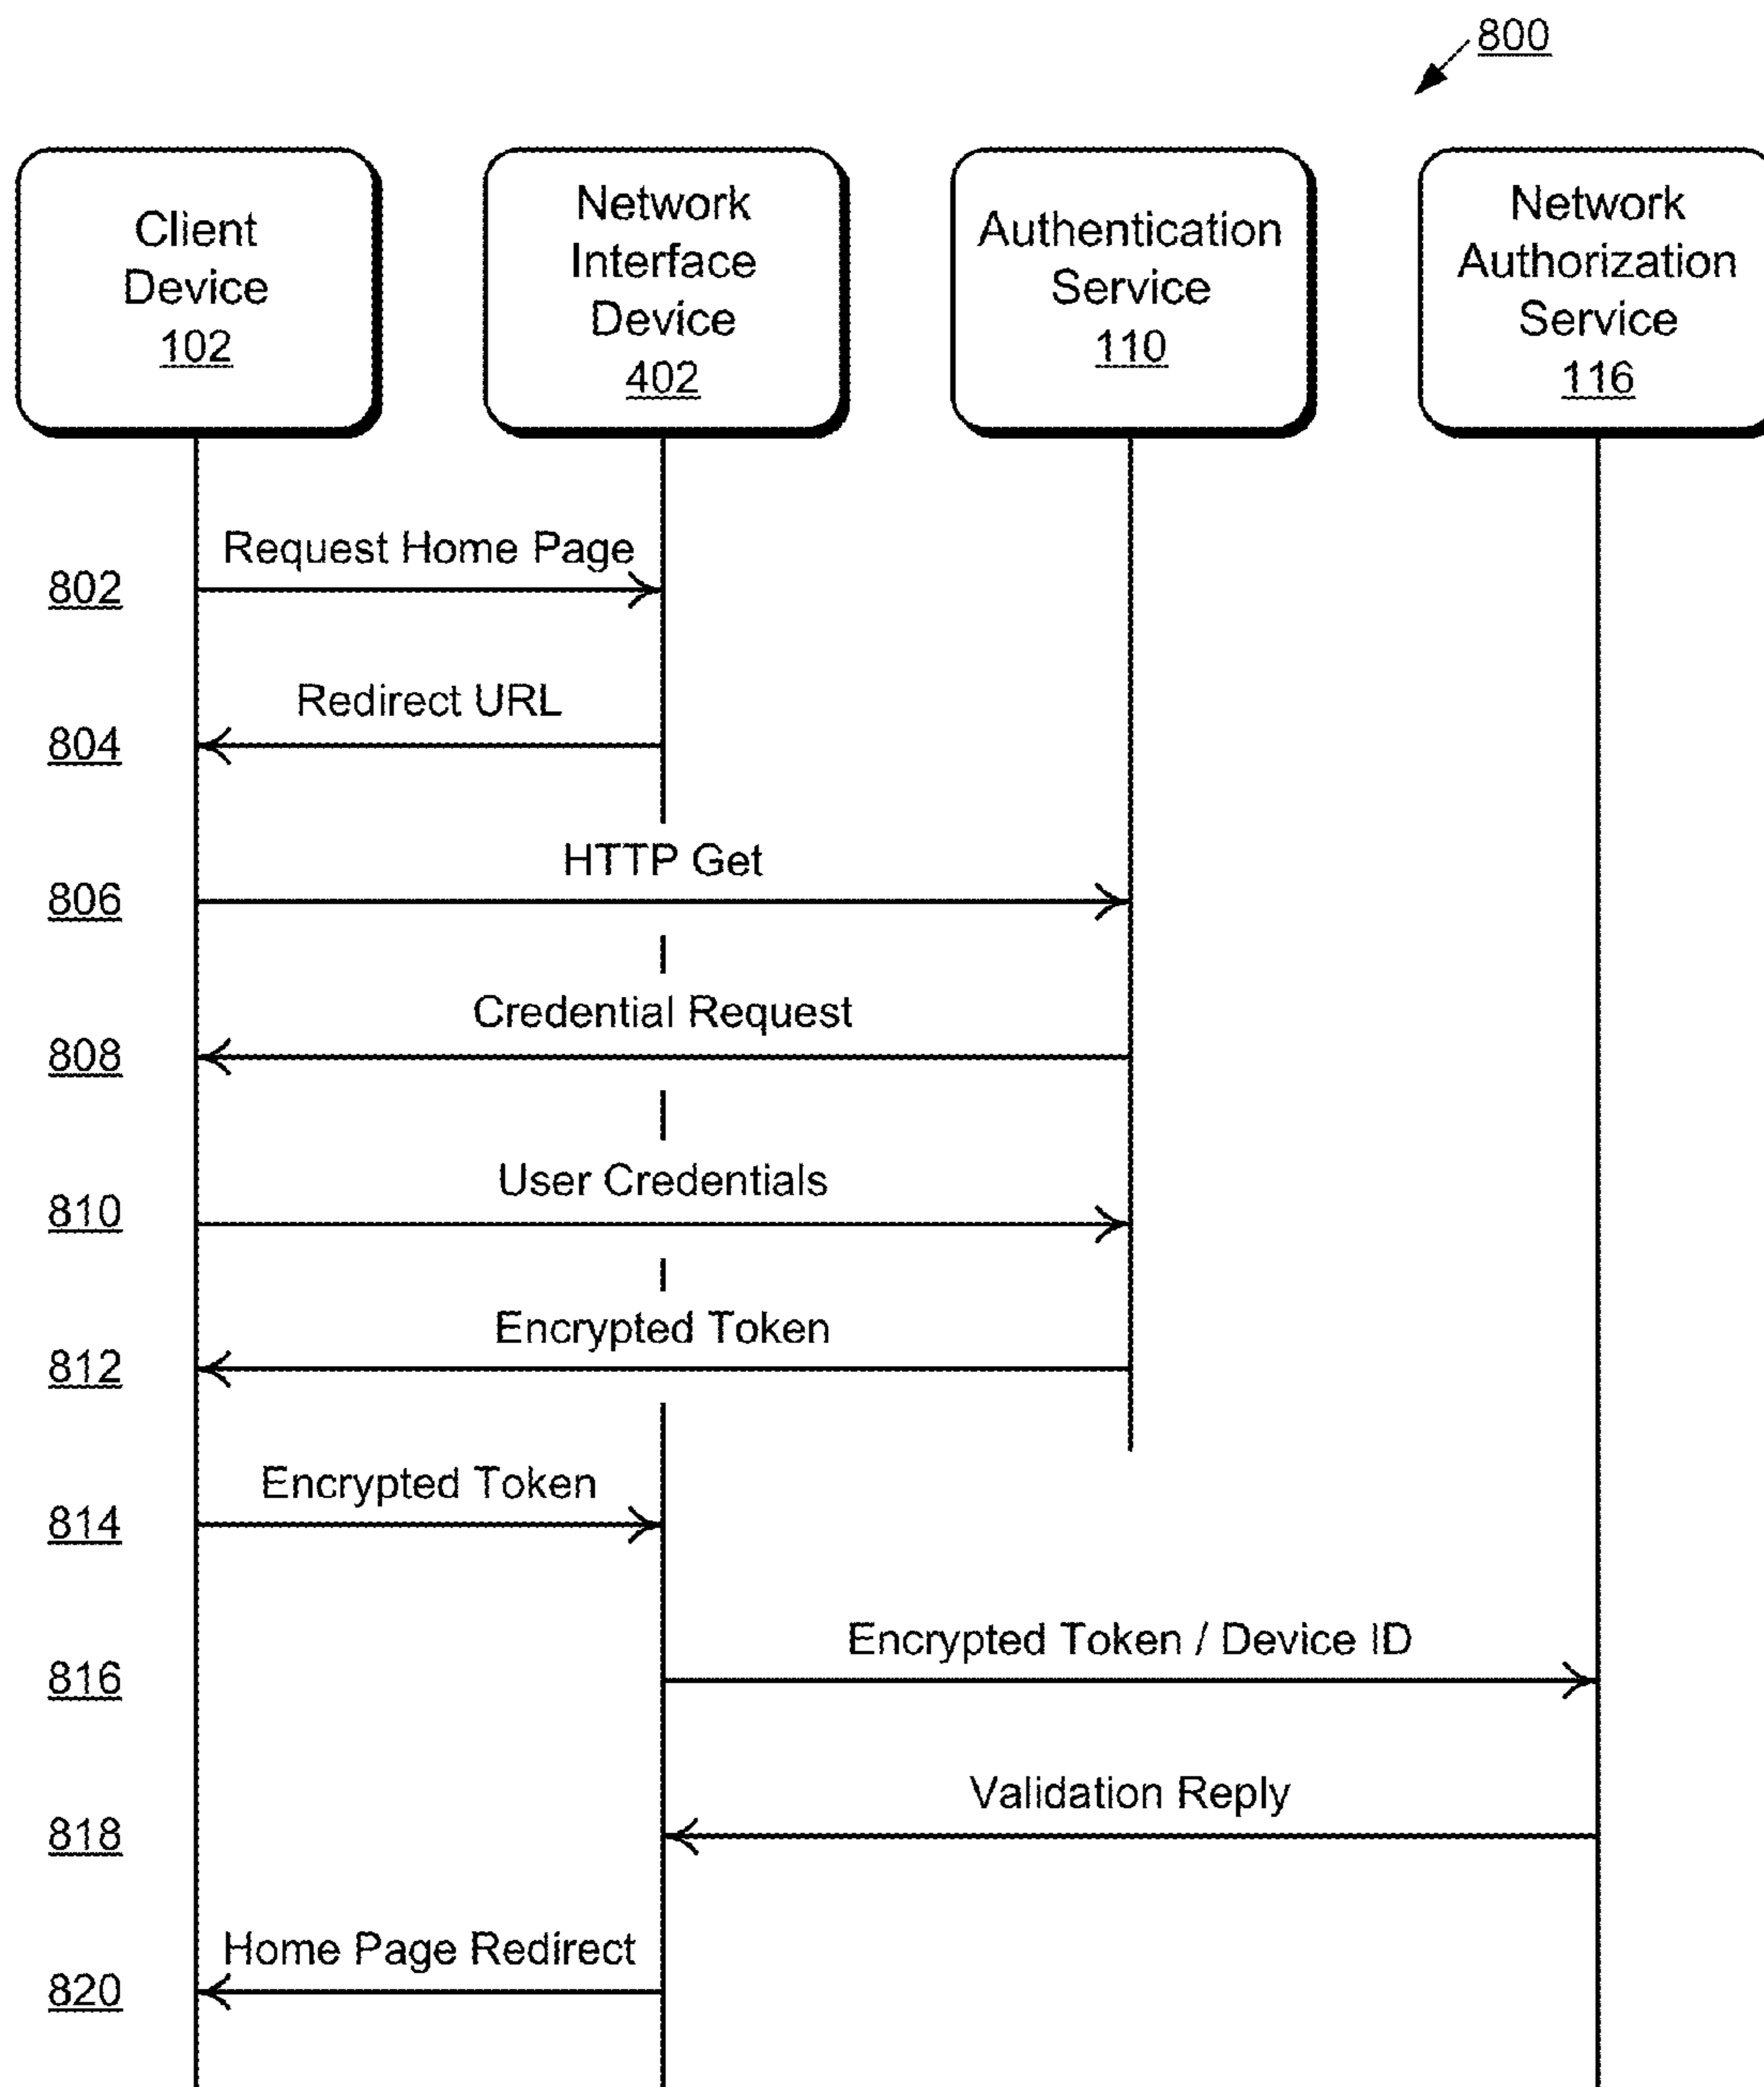 800
Client
Device
102
Network
Interface
Device
402
Authentication
Service
110
Network
Authorization
Service
116
Request Home Page
802
Redirect URL
804
HTTP Get
806
Credential Request
808
User Credentials
810
Encrypted Token
812
Encrypted Token
814
Encrypted Token / Device ID
816
Validation Reply
818
Home Page Redirect
820